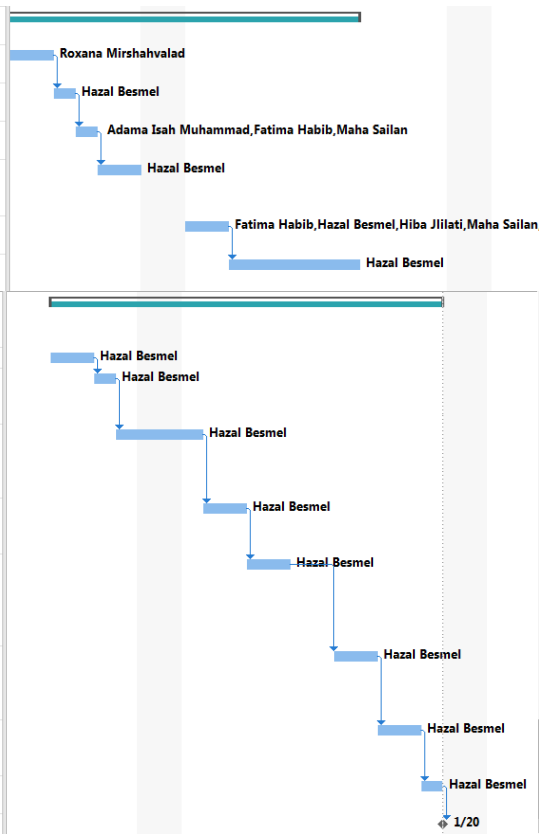 Roxana Mirshahvalad
Hazal Besmel
Adama Isah Muhammad,Fatima Habib,Maha Sailan
Hazal Besmel
Fatima Habib,Hazal Besmel,Hiba Jlilati,Maha Sailan,
Hazal Besmel
Hazal Besmel
Hazal Besmel
Hazal Besmel
Hazal Besmel
Hazal Besmel
Hazal Besmel
Hazal Besmel
Hazal Besmel
1/20